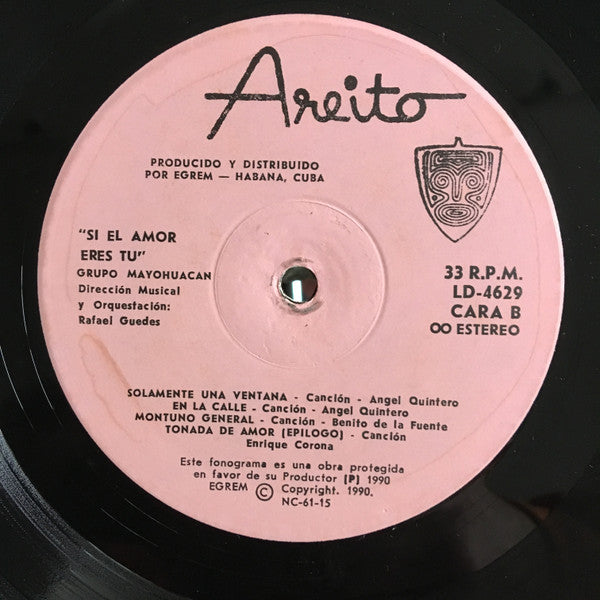 Areito
PRODUCIDO Y DISTRIBUIDO
POR EGREM — HABANA, CUBA
"SI EL AMOR
ERES TU"
GRUPO MAYOHUACAN
Dirección Musical
y Orquestación:
Rafael Guedes
33 R.P.M.
LD-4629
CARA B
OO ESTEREO
SOLAMENTE UNA VENTANA - Canción - Angel Quintero
EN LA CALLE - Canción - Angel Quintero
MONTUNO GENERAL - Canción - Benito de la Fuente
TONADA DE AMOR (EPILOGO) - Canción
Enrique Corona
Este fonograma es una obra protegida
en favor de su Productor (P) 1990
EGREM © Copyright. 1990.
NC-61-15